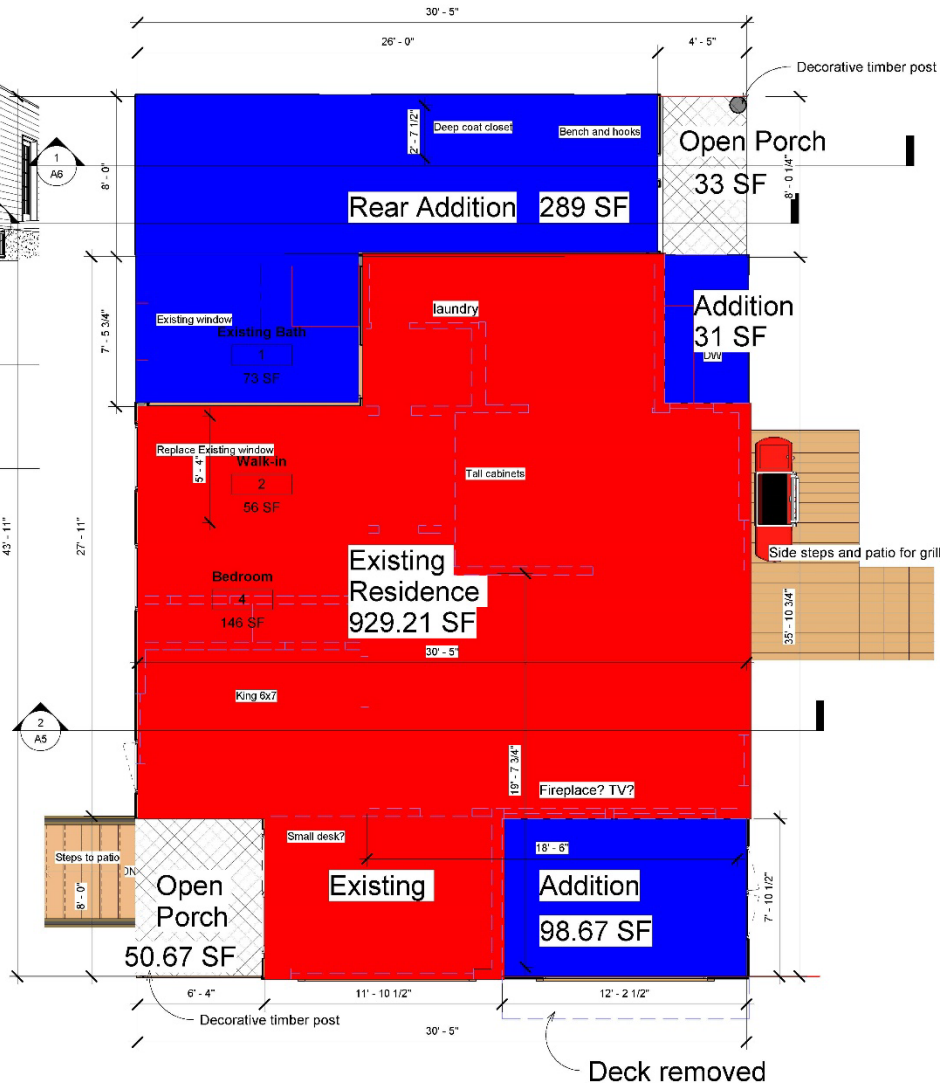 30' - 5"
26' - 0"
4' - 5"
Decorative timber post
2' - 7 1/2"
Deep coat closet
Bench and hooks
Open Porch
33 SF
1
A6
8' - 0"
8' - 0 1/4"
Rear Addition 289 SF
Existing window
Existing Bath
1
73 SF
7' - 5 3/4"
laundry
Addition
31 SF
DW
Replace Existing window
Walk-in
2
56 SF
5' - 4"
Tall cabinets
43' - 11"
27' - 11"
Side steps and patio for grill
Existing
Residence
929.21 SF
Bedroom
4
146 SF
35' - 10 3/4"
30' - 5"
King 6x7
2
A5
19' - 7 3/4"
Fireplace? TV?
Small desk?
18' - 6"
Steps to patio
DN
8' - 0"
Open
Porch
50.67 SF
Existing
Addition
98.67 SF
7' - 10 1/2"
6' - 4"
11' - 10 1/2"
12' - 2 1/2"
Decorative timber post
30' - 5"
Deck removed